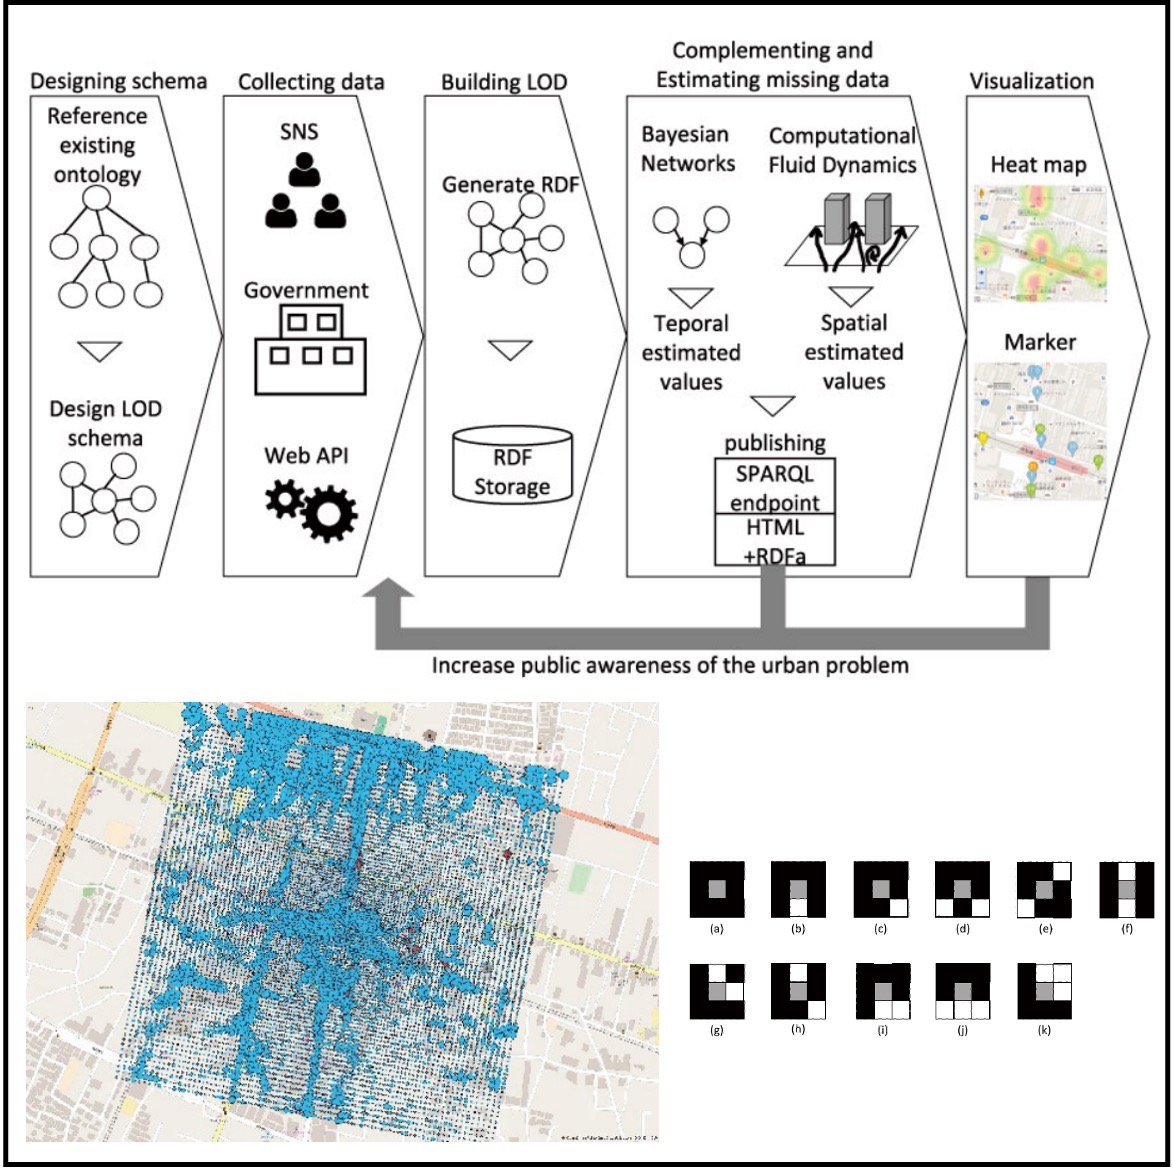 Designing schema
Collecting data
Building LOD
Complementing and
Estimating missing data
Visualization
Reference
existing
ontology
Design LOD
schema
SNS
Government
Web API
Generate RDF
RDF
Storage
Bayesian
Networks
Computational
Fluid Dynamics
Teporal
estimated
values
Spatial
estimated
values
publishing
SPARQL
endpoint
HTML
+RDFa
Heat map
Marker
Increase public awareness of the urban problem
(a)
(b)
(c)
(d)
(e)
(f)
(g)
(h)
(i)
(j)
(k)